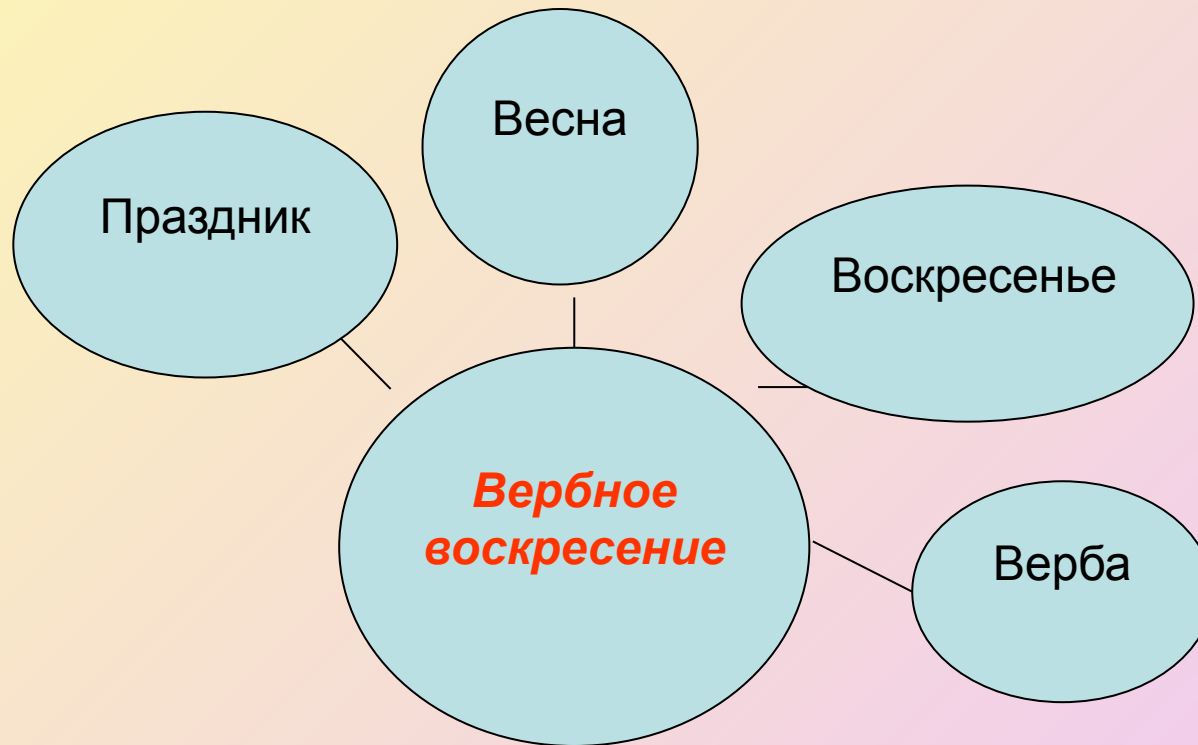 Весна
Праздник
Воскресенье
Вербное
воскресение
Верба